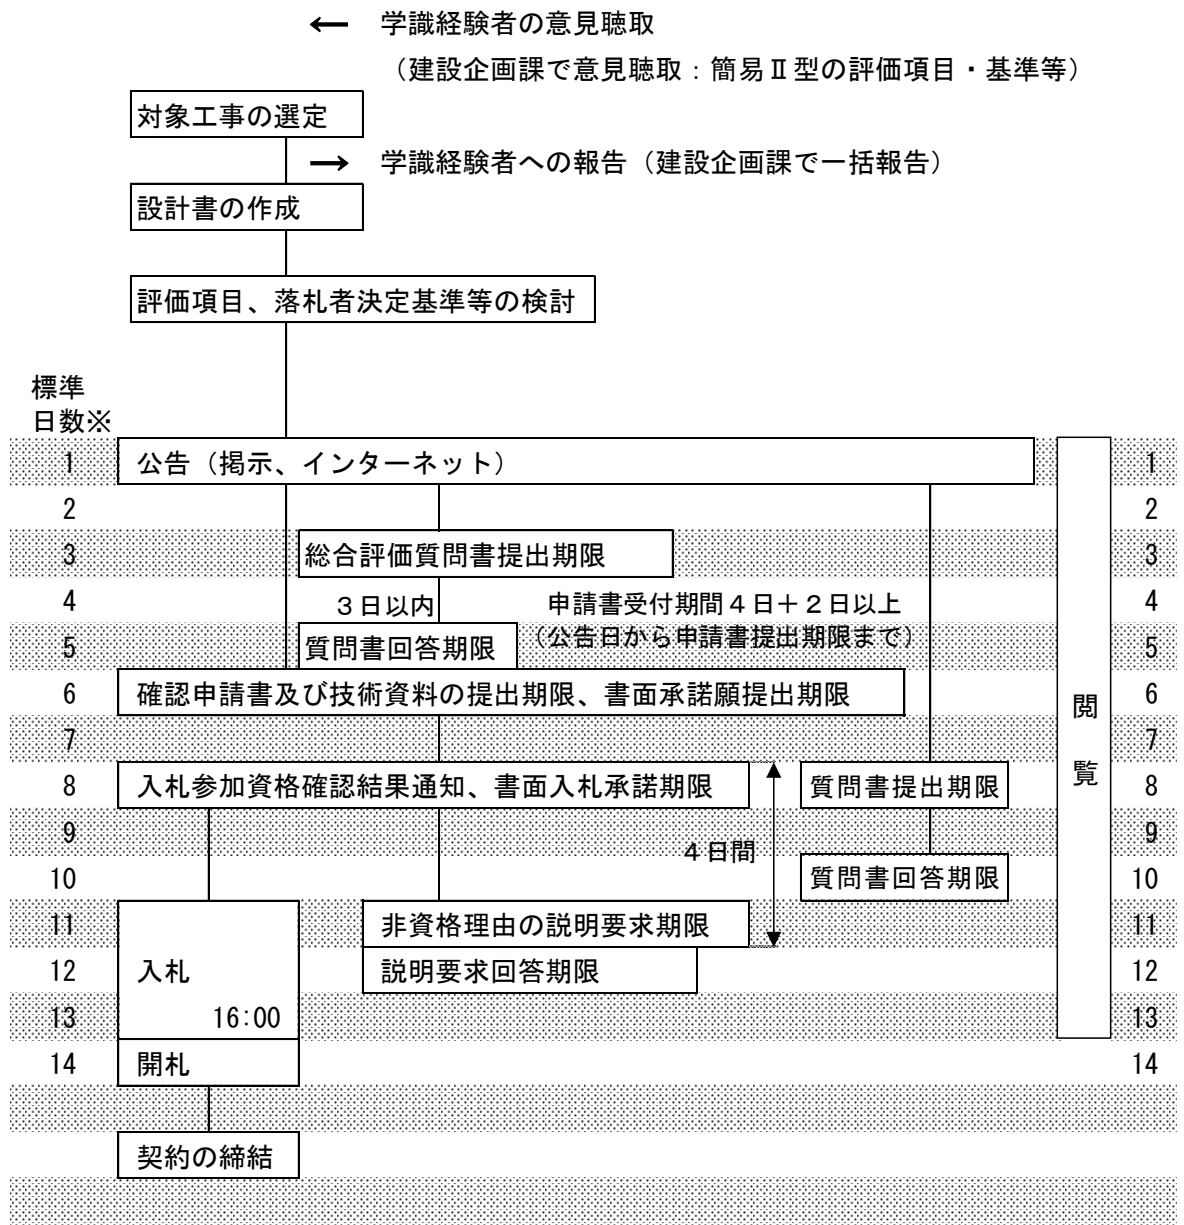 ← 学識経験者の意見聴取
（建設企画課で意見聴取：簡易Ⅱ型の評価項目・基準等）
対象工事の選定
→ 学識経験者への報告（建設企画課で一括報告）
設計書の作成
評価項目、落札者決定基準等の検討
標準
日数※
1 公告（掲示、インターネット） 1
2 2
3 総合評価質問書提出期限 3
4 ３日以内 申請書受付期間４日＋２日以上 4
5 質問書回答期限 （公告日から申請書提出期限まで） 5
6 確認申請書及び技術資料の提出期限、書面承諾願提出期限 6
閲
7 7
8 入札参加資格確認結果通知、書面入札承諾期限 質問書提出期限 覧 8
9 9
４日間
10 質問書回答期限 10
11 非資格理由の説明要求期限 11
12 入札 説明要求回答期限 12
13 16:00 13
14 開札 14
契約の締結